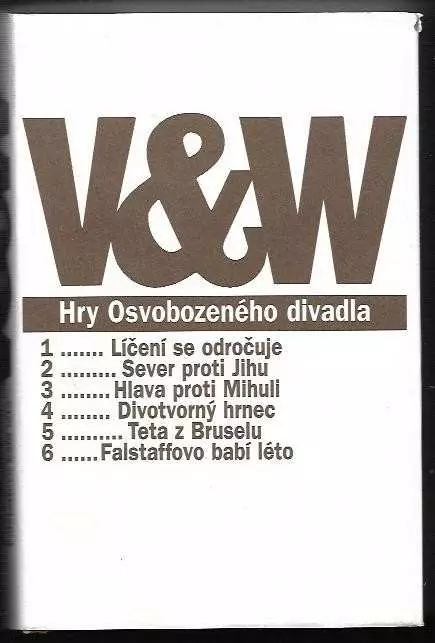 V&W
Hry Osvobozeného divadla
1 ....... Líčení se odročuje
2 ......... Sever proti Jihu
3 ........Hlava proti Mihuli
4 ........ Divotvorný hrnec
5 .......... Teta z Bruselu
6 ......Falstaffovo babí léto